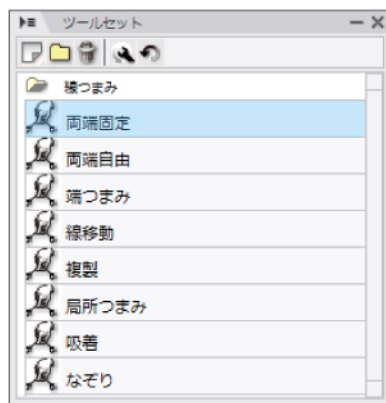 ツールセット
線つまみ
両端固定
両端自由
端つまみ
線移動
複製
局所つまみ
吸着
なぞり